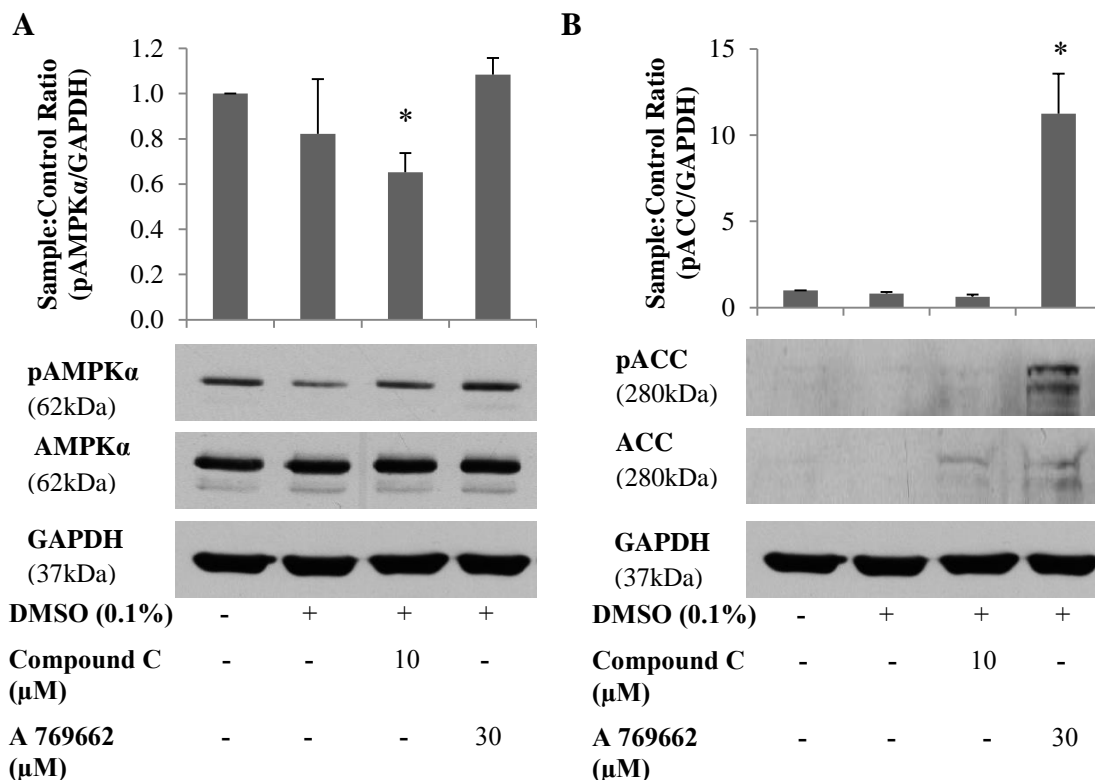 A
Sample:Control Ratio
(pAMPKα/GAPDH)
1.2
1.0
0.8
0.6
0.4
0.2
0.0
*
pAMPKα
(62kDa)
AMPKα
(62kDa)
GAPDH
(37kDa)
DMSO (0.1%) - + + +
Compound C - - 10 -
(µM)
A 769662 - - - 30
(µM)
B
Sample:Control Ratio
(pACC/GAPDH)
15
10
5
0
*
pACC
(280kDa)
ACC
(280kDa)
GAPDH
(37kDa)
DMSO (0.1%) - + + +
Compound C - - 10 -
(µM)
A 769662 - - - 30
(µM)